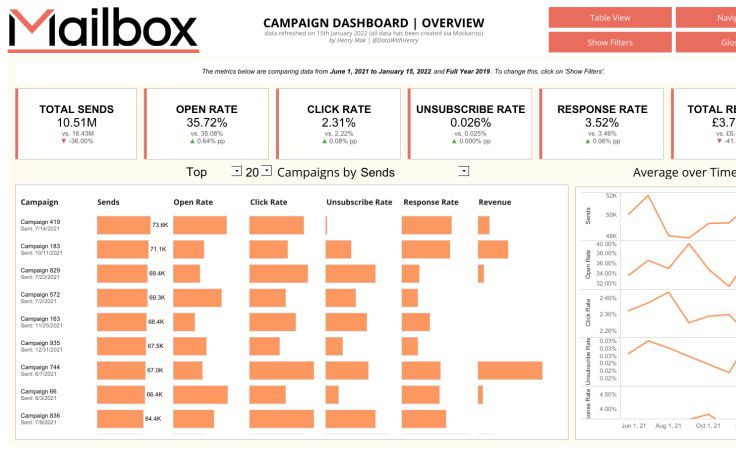 Mailbox
CAMPAIGN DASHBOARD | OVERVIEW
data refreshed on 15th January 2022 (all data has been created via Mockaroo)
by Henry Mak | @DataWithHenry
Table View
Navig
Show Filters
Glos
The metrics below are comparing data from June 1, 2021 to January 15, 2022 and Full Year 2019. To change this, click on 'Show Filters'.
TOTAL SENDS
10.51M
vs. 16.43M
▼ -36.00%
OPEN RATE
35.72%
vs. 35.08%
▲ 0.64% pp
CLICK RATE
2.31%
vs. 2.22%
▲ 0.08% pp
UNSUBSCRIBE RATE
0.026%
vs. 0.025%
▲ 0.000% pp
RESPONSE RATE
3.52%
vs. 3.46%
▲ 0.06% pp
TOTAL RE
£3.7
vs. £6.
▼ -41.
Top 20 Campaigns by Sends
Average over Time
Campaign Sends Open Rate Click Rate Unsubscribe Rate Response Rate Revenue
Campaign 419
Sent: 7/14/2021
73.6K
Campaign 183
Sent: 10/11/2021
71.1K
Campaign 829
Sent: 7/23/2021
69.4K
Campaign 572
Sent: 7/2/2021
69.3K
Campaign 163
Sent: 11/25/2021
68.4K
Campaign 935
Sent: 12/31/2021
67.5K
Campaign 744
Sent: 6/7/2021
67.0K
Campaign 66
Sent: 8/3/2021
66.4K
Campaign 836
Sent: 7/8/2021
64.4K
Sends
52K
50K
48K
Open Rate
40.00%
38.00%
36.00%
34.00%
32.00%
Click Rate
2.40%
2.30%
2.20%
Unsubscribe Rate
0.03%
0.03%
0.03%
0.02%
0.02%
0.02%
onse Rate
4.50%
4.00%
Jun 1, 21 Aug 1, 21 Oct 1, 21